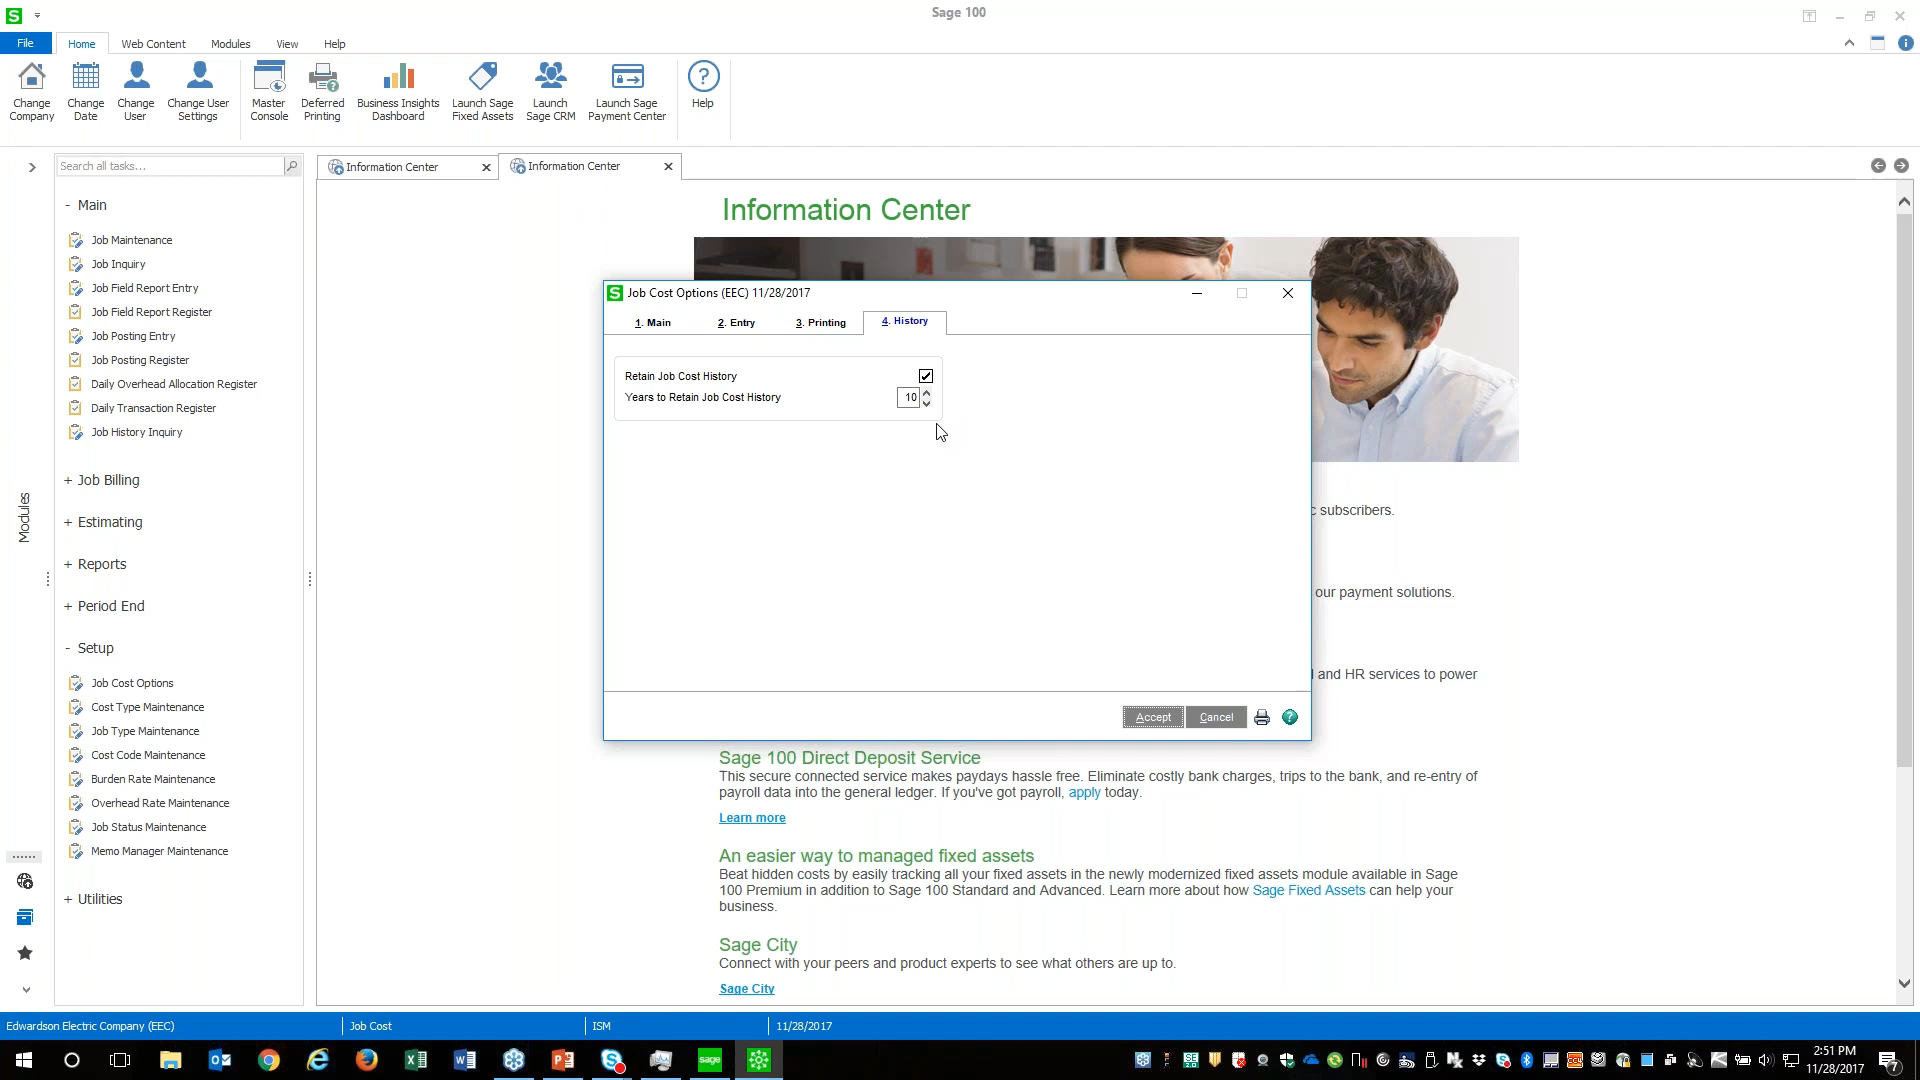 Sage 100
File
Home
Web Content
Modules
View
Help
Change
Company
Change
Date
Change
User
Change User
Settings
Master
Console
Deferred
Printing
Business Insights
Dashboard
Launch Sage
Fixed Assets
Launch
Sage CRM
Launch Sage
Payment Center
Help
Search all tasks...
Information Center
Information Center
Modules
- Main
Job Maintenance
Job Inquiry
Job Field Report Entry
Job Field Report Register
Job Posting Entry
Job Posting Register
Daily Overhead Allocation Register
Daily Transaction Register
Job History Inquiry
+ Job Billing
+ Estimating
+ Reports
+ Period End
- Setup
Job Cost Options
Cost Type Maintenance
Job Type Maintenance
Cost Code Maintenance
Burden Rate Maintenance
Overhead Rate Maintenance
Job Status Maintenance
Memo Manager Maintenance
+ Utilities
Information Center
Job Cost Options (EEC) 11/28/2017
1. Main
2. Entry
3. Printing
4. History
Retain Job Cost History
Years to Retain Job Cost History 10
Accept
Cancel
subscribers.
our payment solutions.
and HR services to power
Sage 100 Direct Deposit Service
This secure connected service makes paydays hassle free. Eliminate costly bank charges, trips to the bank, and re-entry of
payroll data into the general ledger. If you've got payroll, apply today.
Learn more
An easier way to managed fixed assets
Beat hidden costs by easily tracking all your fixed assets in the newly modernized fixed assets module available in Sage
100 Premium in addition to Sage 100 Standard and Advanced. Learn more about how Sage Fixed Assets can help your
business.
Sage City
Connect with your peers and product experts to see what others are up to.
Sage City
Edwardson Electric Company (EEC)
Job Cost
ISM
11/28/2017
sage
2:51 PM
11/28/2017
7